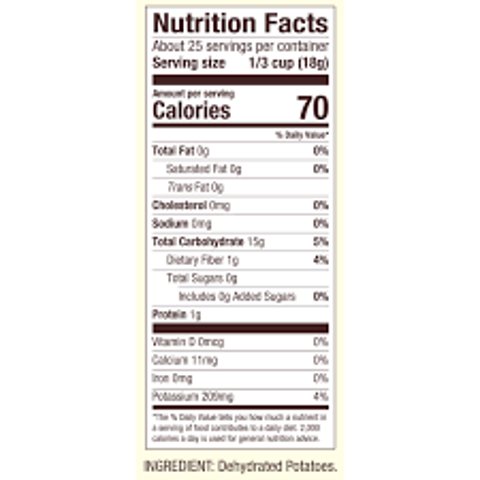 Nutrition Facts
About 25 servings per container
Serving size 1/3 cup (18g)
Amount per serving
Calories 70
% Daily Value*
Total Fat 0g 0%
Saturated Fat 0g 0%
Trans Fat 0g
Cholesterol 0mg 0%
Sodium 0mg 0%
Total Carbohydrate 15g 5%
Dietary Fiber 1g 4%
Total Sugars 0g
Includes 0g Added Sugars 0%
Protein 1g
Vitamin D 0mcg 0%
Calcium 11mg 0%
Iron 0mg 0%
Potassium 209mg 4%
*The % Daily Value tells you how much a nutrient in
a serving of food contributes to a daily diet. 2,000
calories a day is used for general nutrition advice.
INGREDIENT: Dehydrated Potatoes.